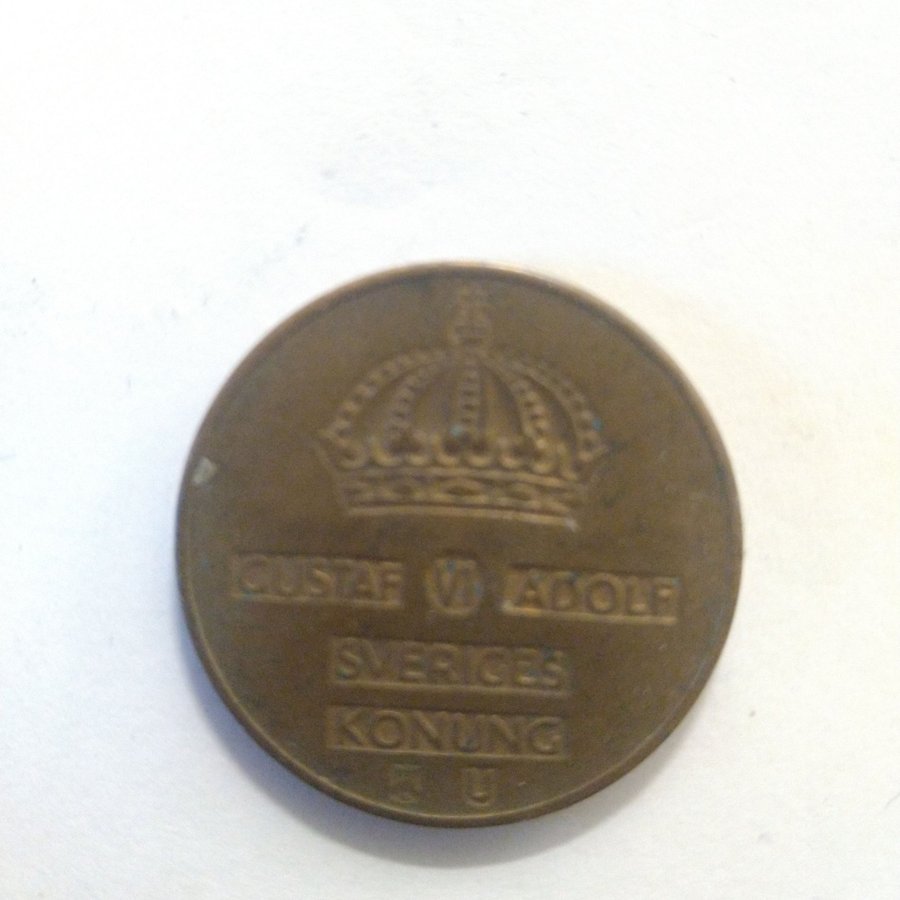 GUSTAF VI ADOLF
SVERIGES
KONUNG
U